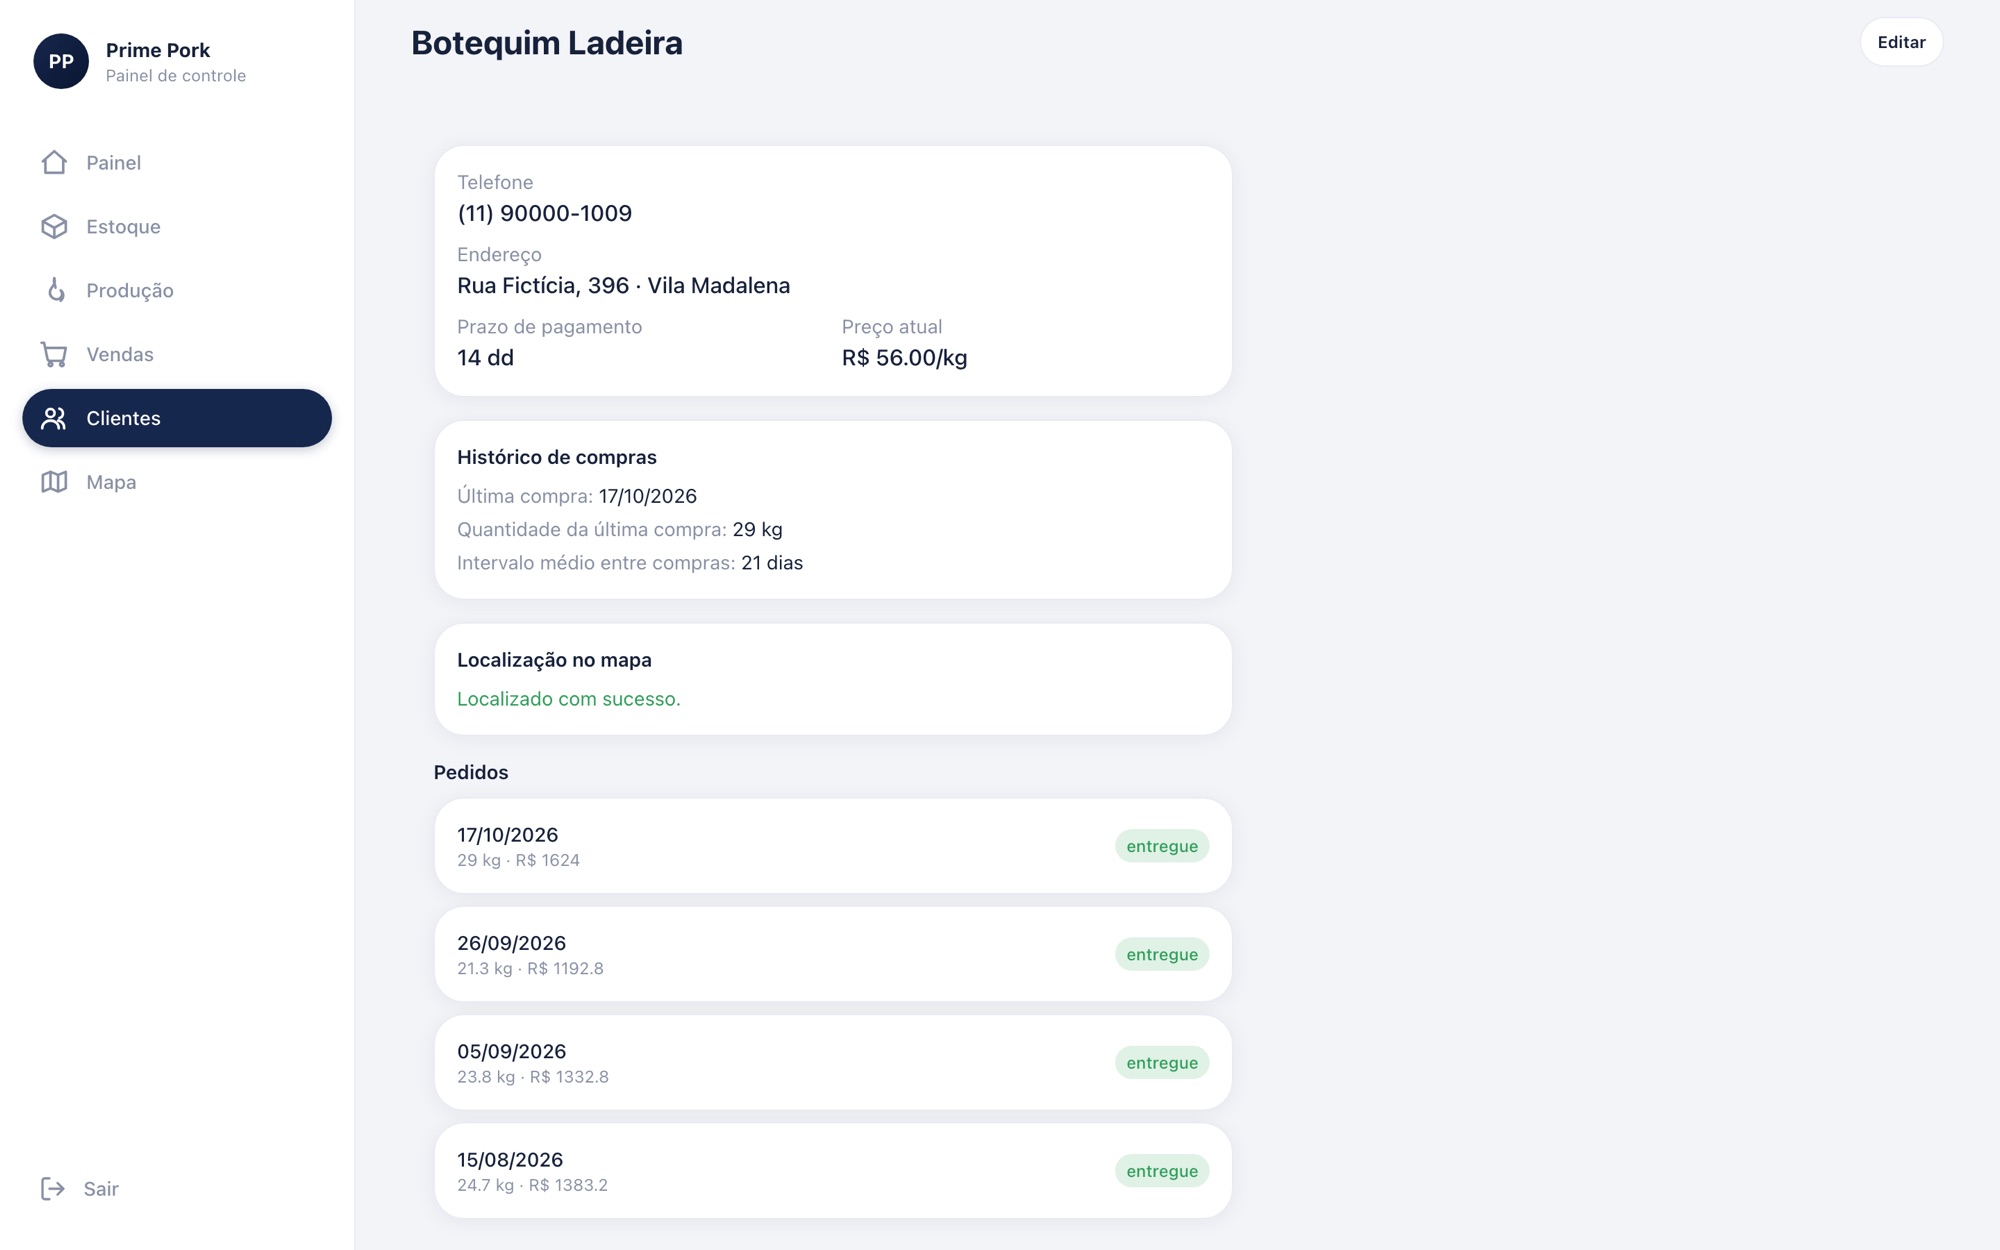 PP
Prime Pork
Painel de controle
Painel
Estoque
Produção
Vendas
Clientes
Mapa
Sair
Botequim Ladeira
Editar
Telefone
(11) 90000-1009
Endereço
Rua Fictícia, 396 · Vila Madalena
Prazo de pagamento
14 dd
Preço atual
R$ 56.00/kg
Histórico de compras
Última compra: 17/10/2026
Quantidade da última compra: 29 kg
Intervalo médio entre compras: 21 dias
Localização no mapa
Localizado com sucesso.
Pedidos
17/10/2026
29 kg · R$ 1624
entregue
26/09/2026
21.3 kg · R$ 1192.8
entregue
05/09/2026
23.8 kg · R$ 1332.8
entregue
15/08/2026
24.7 kg · R$ 1383.2
entregue